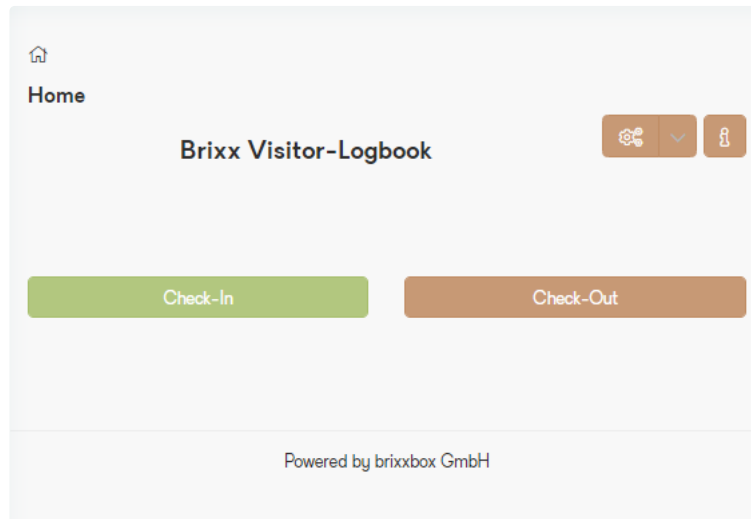 Home
Brixx Visitor-Logbook
Check-In
Check-Out
Powered by brixxbox GmbH